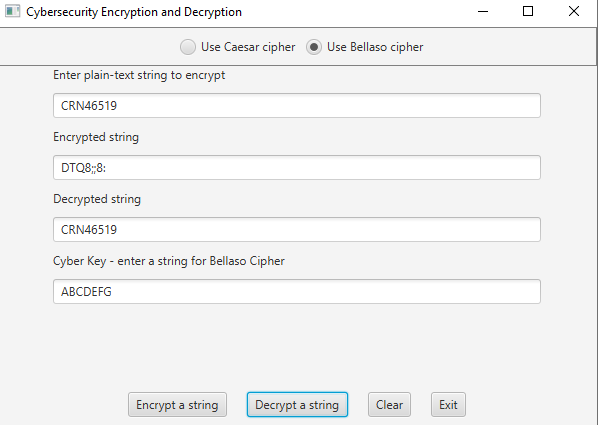 Cybersecurity Encryption and Decryption
Use Caesar cipher Use Bellaso cipher
Enter plain-text string to encrypt
CRN46519
Encrypted string
DTQ8;;8:
Decrypted string
CRN46519
Cyber Key - enter a string for Bellaso Cipher
ABCDEFG
Encrypt a string Decrypt a string Clear Exit